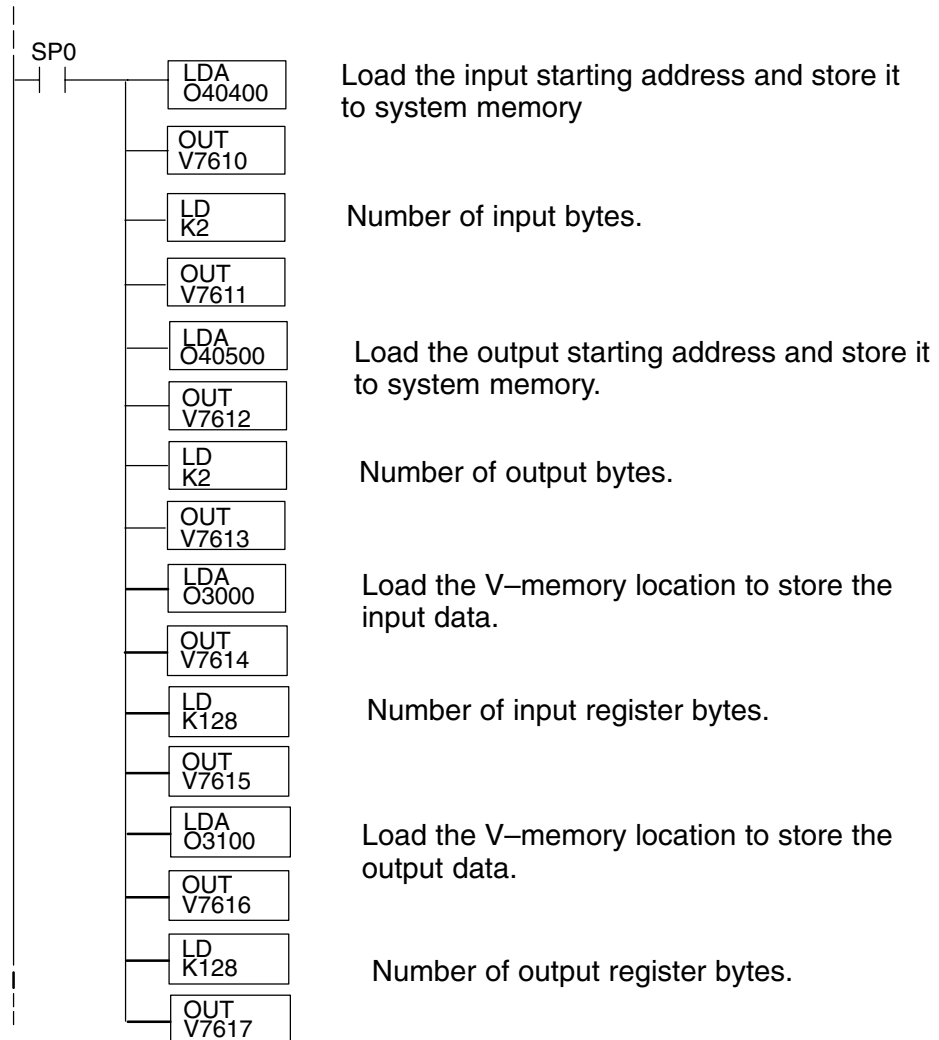 SP0
LDA
O40400
Load the input starting address and store it
to system memory
OUT
V7610
LD
K2
Number of input bytes.
OUT
V7611
LDA
O40500
Load the output starting address and store it
to system memory.
OUT
V7612
LD
K2
Number of output bytes.
OUT
V7613
LDA
O3000
Load the V–memory location to store the
input data.
OUT
V7614
LD
K128
Number of input register bytes.
OUT
V7615
LDA
O3100
Load the V–memory location to store the
output data.
OUT
V7616
LD
K128
Number of output register bytes.
OUT
V7617